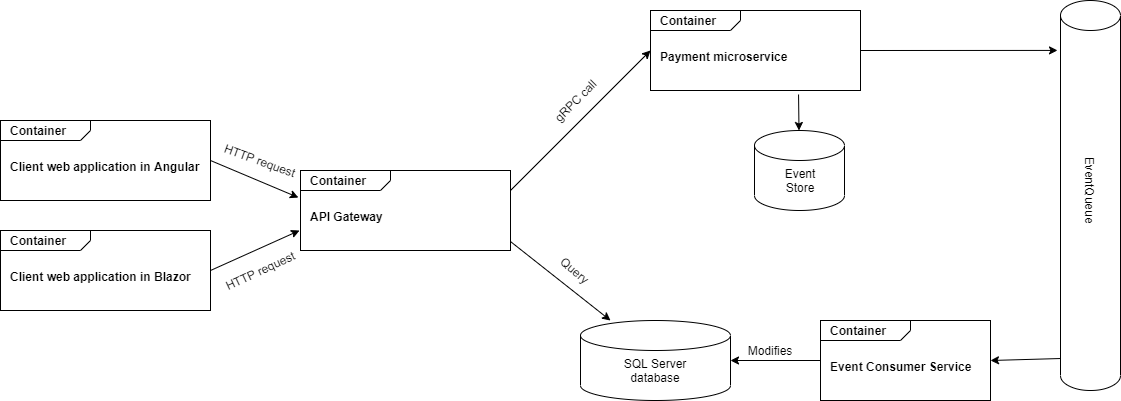 Container
Payment microservice
gRPC call
Container
Client web application in Angular
HTTP request
Container
API Gateway
Event
Store
EventQueue
Container
Client web application in Blazor
HTTP request
Query
SQL Server
database
Modifies
Container
Event Consumer Service